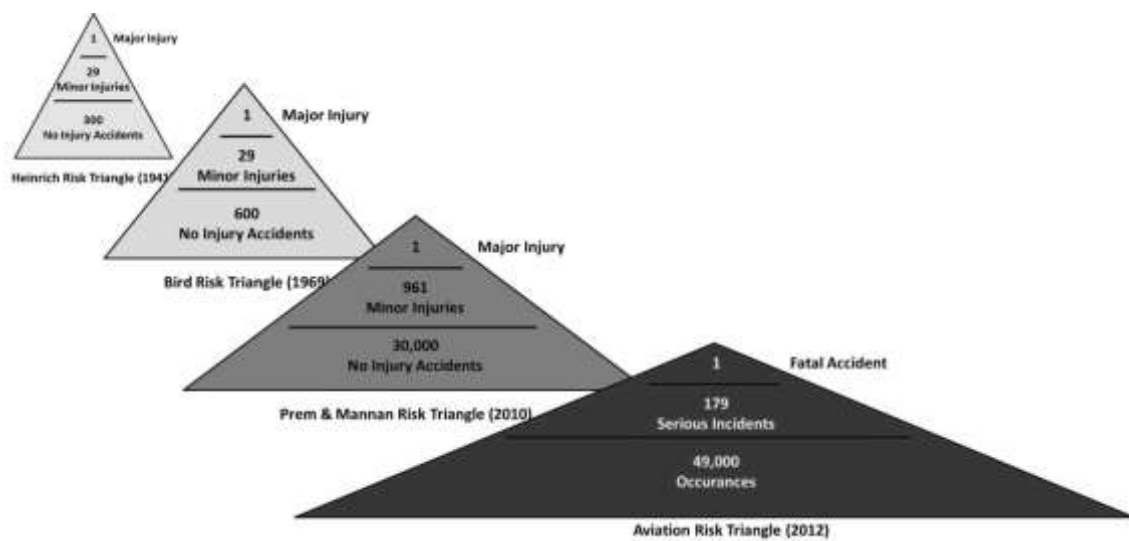 1
Major Injury
29
Minor Injuries
300
No Injury Accidents
Heinrich Risk Triangle (1941
1
Major Injury
29
Minor Injuries
600
No Injury Accidents
Bird Risk Triangle (1969)
1
Major Injury
961
Minor Injuries
30,000
No Injury Accidents
Prem & Mannan Risk Triangle (2010)
1
Fatal Accident
179
Serious Incidents
49,000
Occurances
Aviation Risk Triangle (2012)